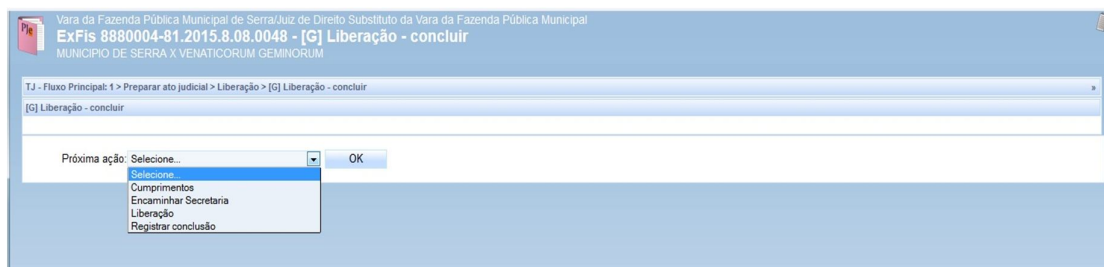 Vara da Fazenda Pública Municipal de Serra/Juiz de Direito Substituto da Vara da Fazenda Pública Municipal
PJe
ExFis 8880004-81.2015.8.08.0048 - [G] Liberação - concluir
MUNICIPIO DE SERRA X VENATICORUM GEMINORUM
TJ - Fluxo Principal: 1 > Preparar ato judicial > Liberação > [G] Liberação - concluir »
[G] Liberação - concluir
Próxima ação: Selecione... OK
Selecione...
Cumprimentos
Encaminhar Secretaria
Liberação
Registrar conclusão